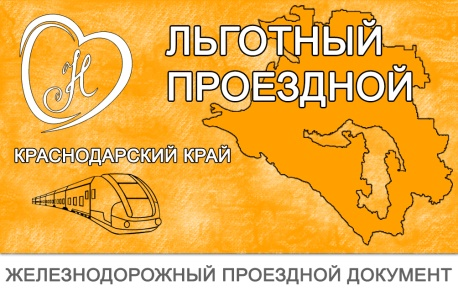 Н
ЛЬГОТНЫЙ
ПРОЕЗДНОЙ
КРАСНОДАРСКИЙ КРАЙ
ЖЕЛЕЗНОДОРОЖНЫЙ ПРОЕЗДНОЙ ДОКУМЕНТ